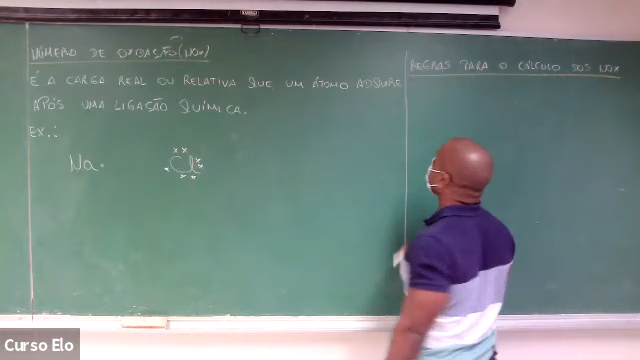 NÚMERO DE OXIDAÇÃO (NOX)
É A CARGA REAL OU RELATIVA QUE UM ÁTOMO ADQUIRE
APÓS UMA LIGAÇÃO QUÍMICA.
EX.:
Na Cl
REGRAS PARA O CÁLCULO DOS NOX
Curso Elo